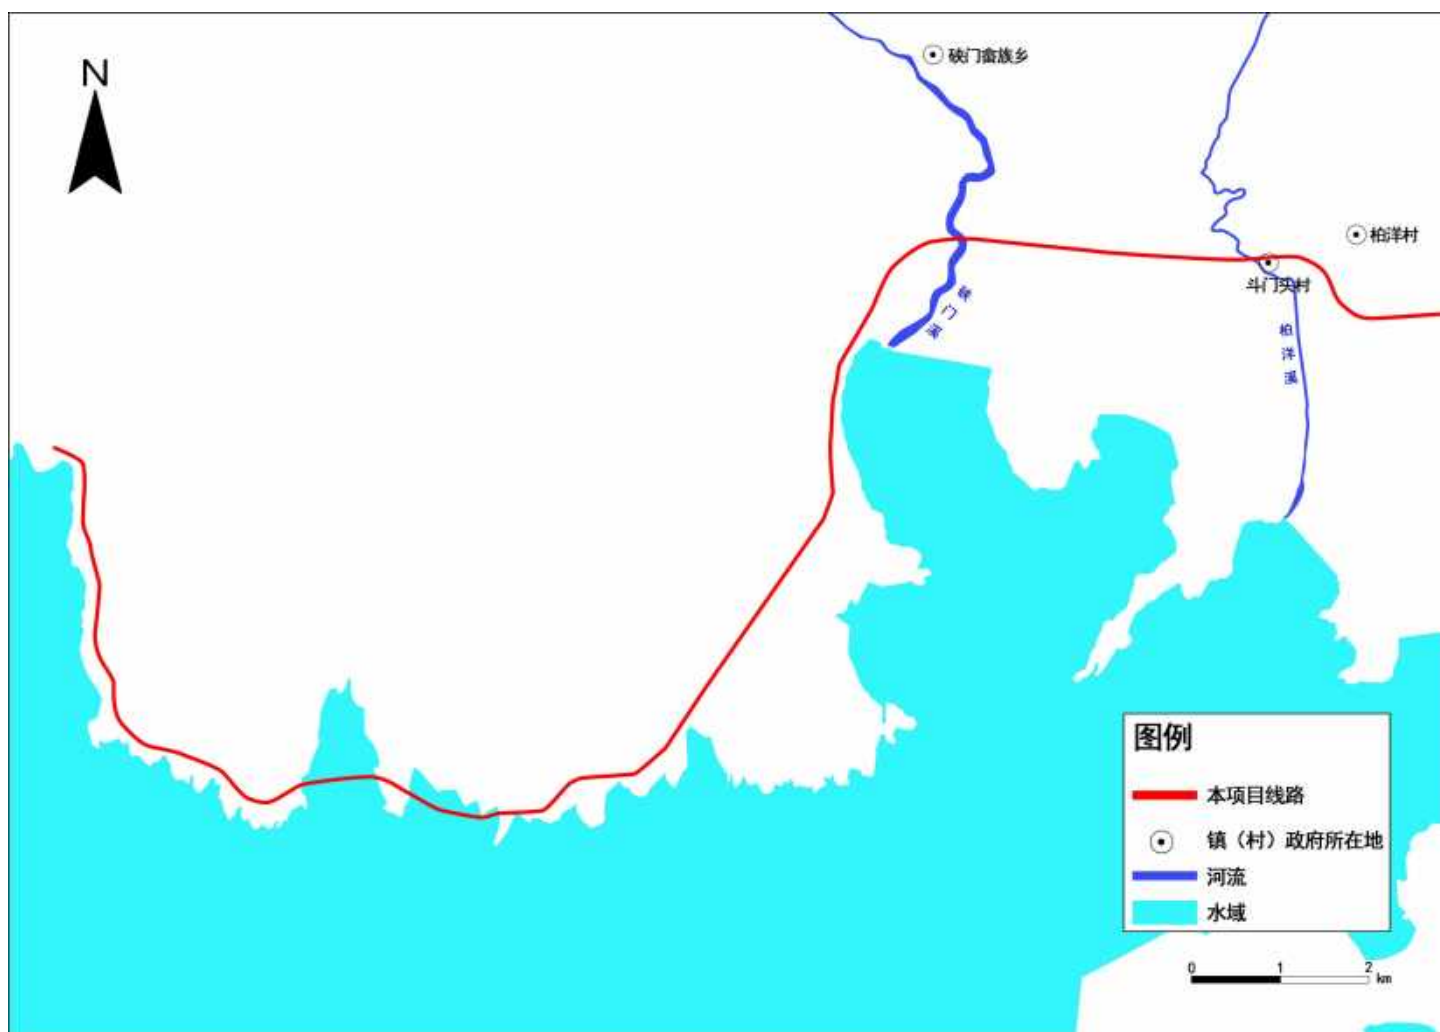 N
硖门畲族乡
柏洋村
斗门头村
硖门溪
柏洋溪
图例
本项目线路
镇（村）政府所在地
河流
水域
0 1 2
km